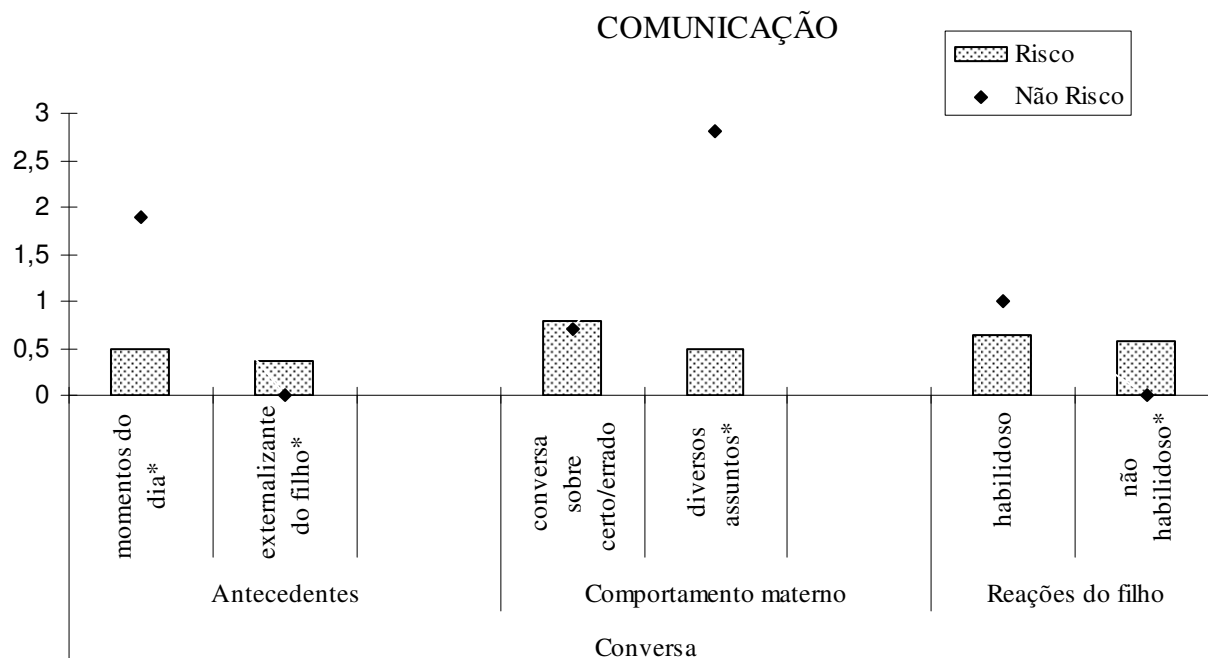 COMUNICAÇÃO
Risco
Não Risco
3
2,5
2
1,5
1
0,5
0
momentos do
dia*
externalizante
do filho*
conversa
sobre
certo/errado
diversos
assuntos*
habilidoso
não
habilidoso*
Antecedentes
Comportamento materno
Reações do filho
Conversa